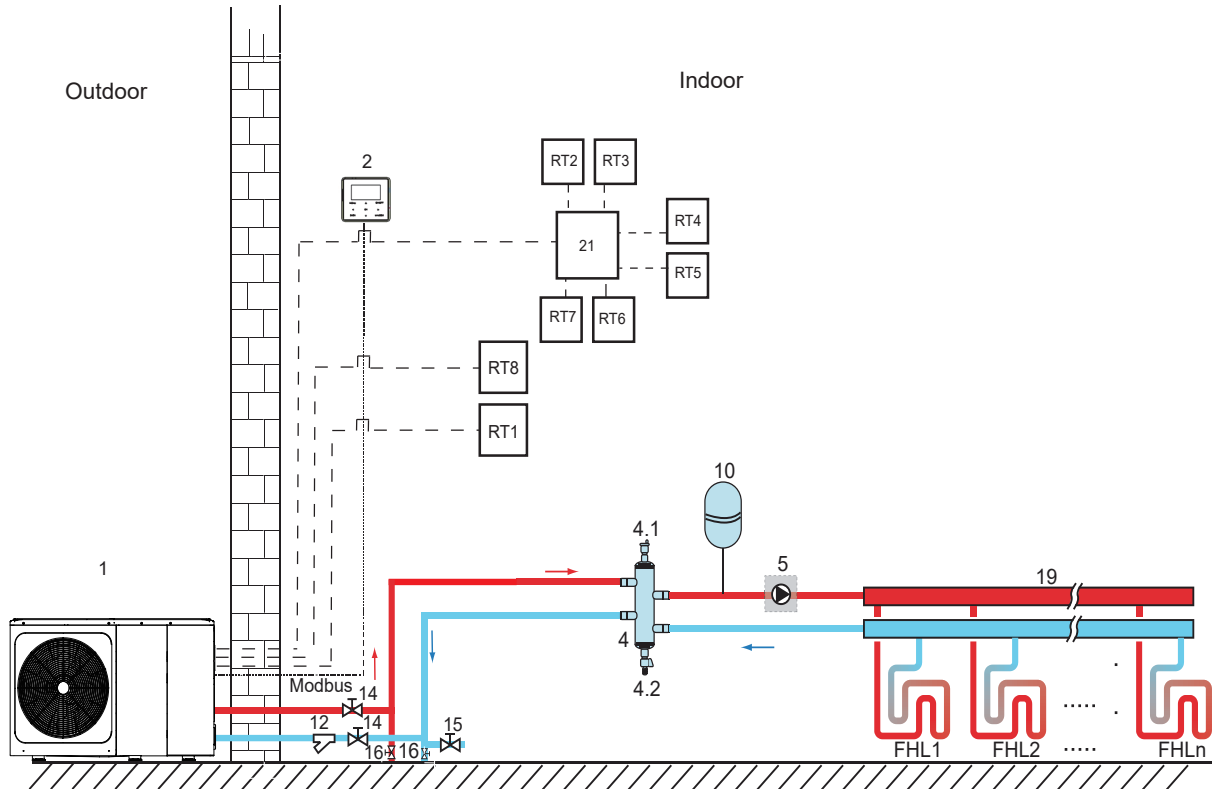 Outdoor
Indoor
2
RT2
RT3
RT4
21
RT5
RT7
RT6
RT8
RT1
10
4.1
1
5
19
4
4.2
Modbus
14
12
14
15
16
16
FHL1
FHL2
.....
.....
FHLn